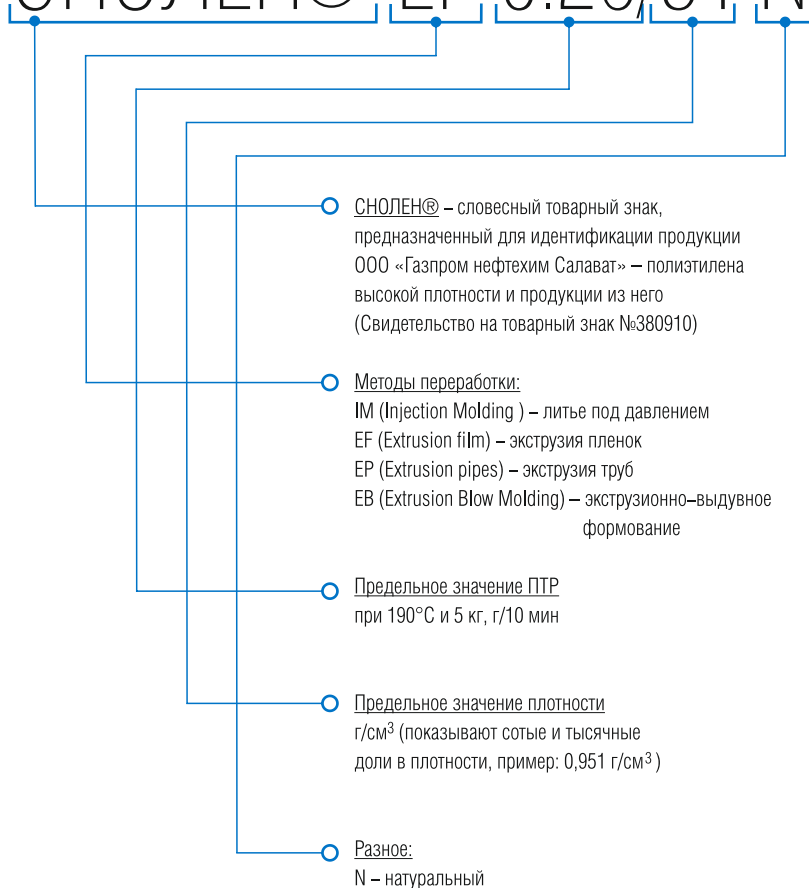 СНОЛЕН® N
СНОЛЕН® – словесный товарный знак,
предназначенный для идентификации продукции
ООО «Газпром нефтехим Салават» – полиэтилена
высокой плотности и продукции из него
(Свидетельство на товарный знак №380910)
Методы переработки:
IM (Injection Molding ) – литье под давлением
EF (Extrusion film) – экструзия пленок
EP (Extrusion pipes) – экструзия труб
EB (Extrusion Blow Molding) – экструзионно–выдувное
формование
Предельное значение ПТР
при 190°C и 5 кг, г/10 мин
Предельное значение плотности
г/см³ (показывают сотые и тысячные
доли в плотности, пример: 0,951 г/см³ )
Разное:
N – натуральный